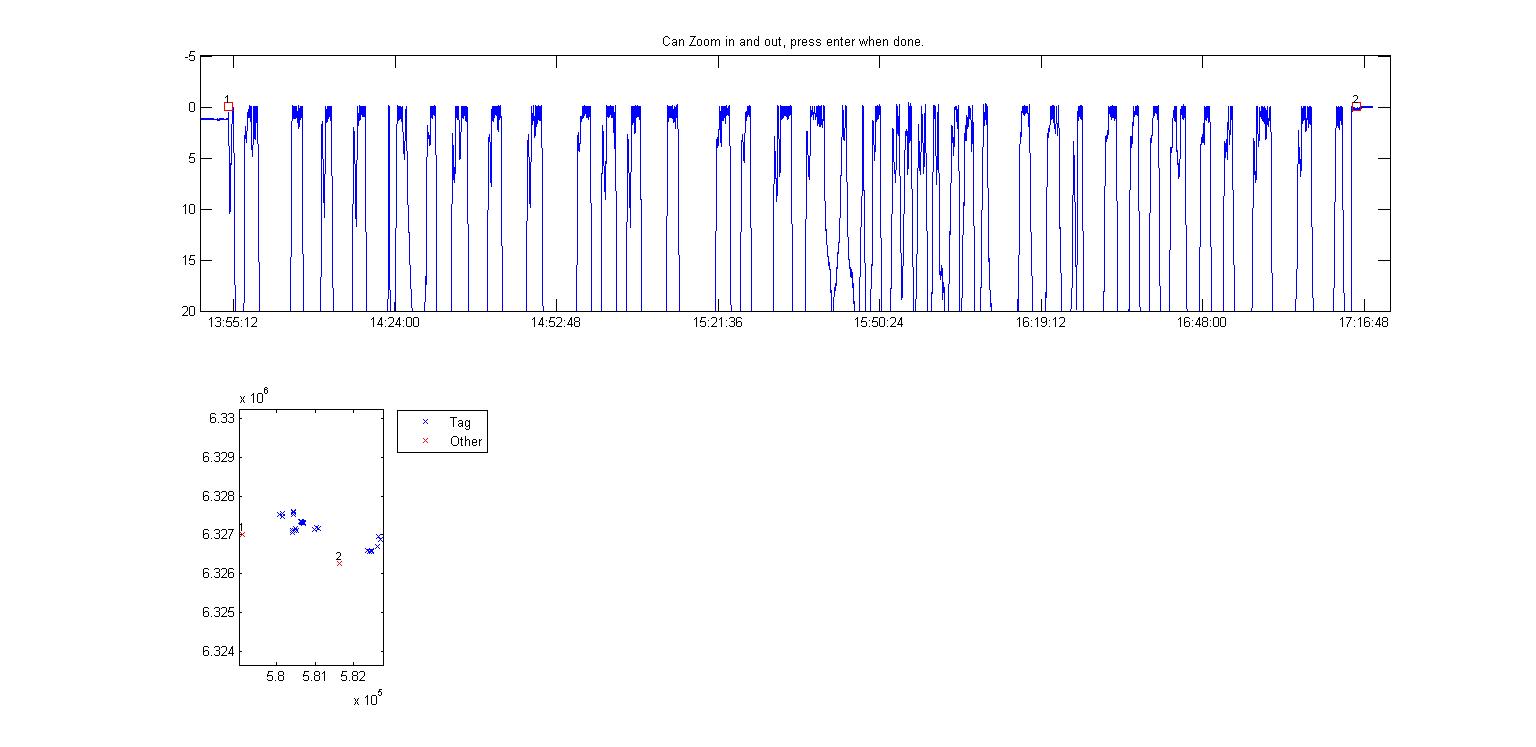 Can Zoom in and out, press enter when done.
-5
0
5
10
15
20
1
2
13:55:12 14:24:00 14:52:48 15:21:36 15:50:24 16:19:12 16:48:00 17:16:48
x 10^6
6.33
6.329
6.328
6.327
6.326
6.325
6.324
1
2
5.8 5.81 5.82
x 10^5
Tag
Other